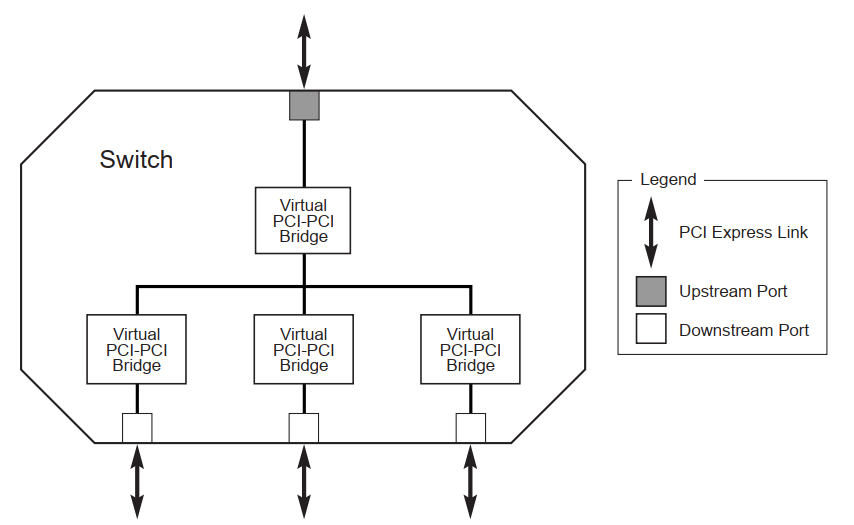 Switch
Virtual
PCI-PCI
Bridge
Virtual
PCI-PCI
Bridge
Virtual
PCI-PCI
Bridge
Virtual
PCI-PCI
Bridge
Legend
PCI Express Link
Upstream Port
Downstream Port